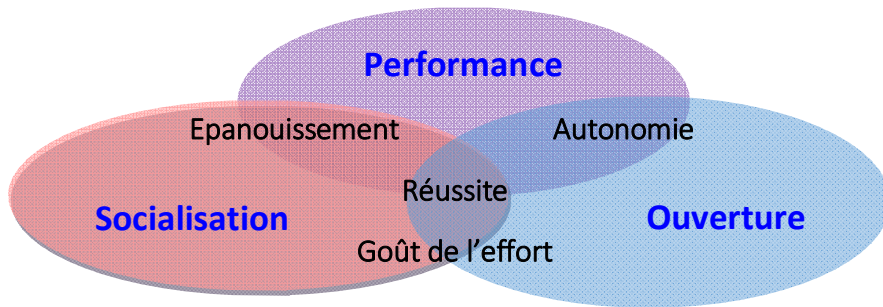 Performance
Epanouissement
Autonomie
Réussite
Socialisation
Ouverture
Goût de l’effort